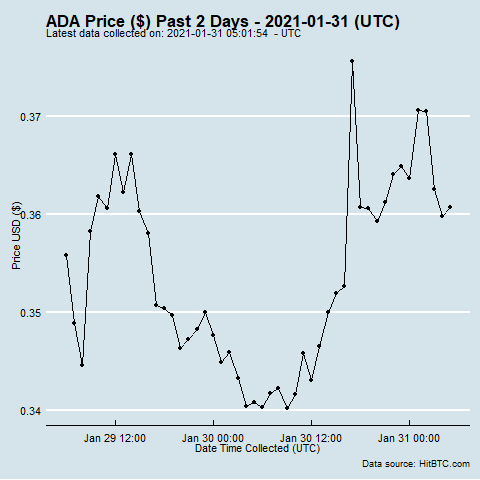 ADA Price ($) Past 2 Days - 2021-01-31 (UTC)
Latest data collected on: 2021-01-31 05:01:54 - UTC
Price USD ($)
0.37
0.36
0.35
0.34
Jan 29 12:00
Jan 30 00:00
Jan 30 12:00
Jan 31 00:00
Date Time Collected (UTC)
Data source: HitBTC.com